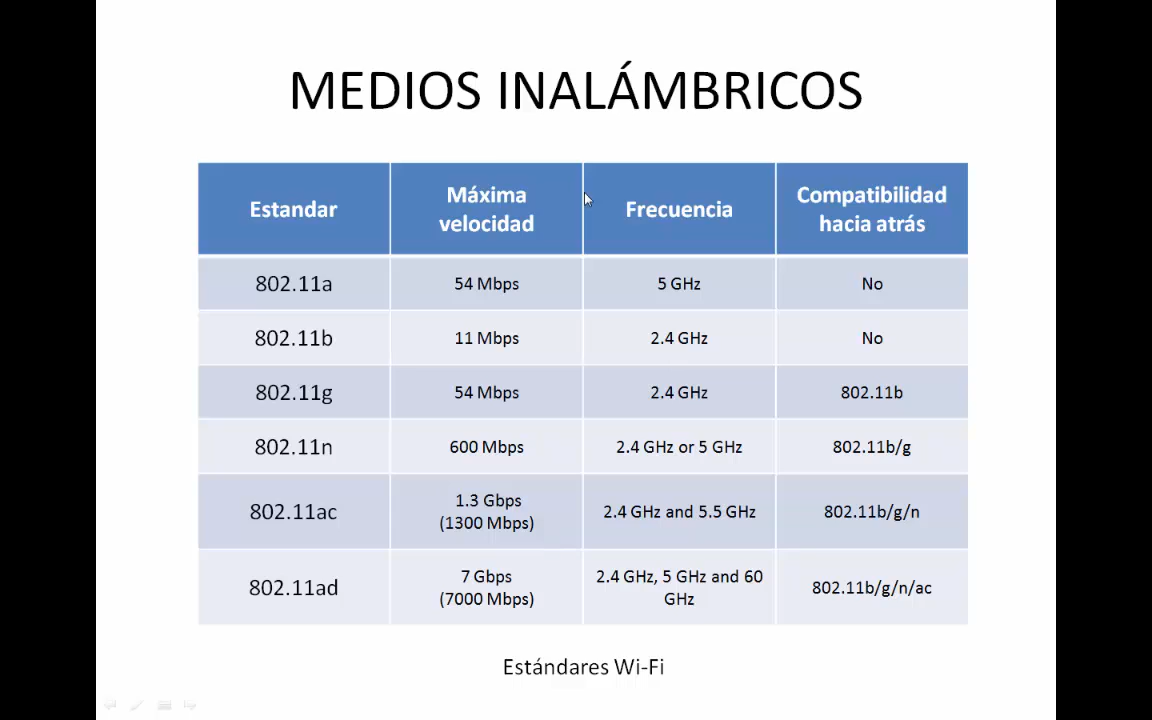 MEDIOS INALÁMBRICOS
Estandar
Máxima
velocidad
Frecuencia
Compatibilidad
hacia atrás
802.11a
54 Mbps
5 GHz
No
802.11b
11 Mbps
2.4 GHz
No
802.11g
54 Mbps
2.4 GHz
802.11b
802.11n
600 Mbps
2.4 GHz or 5 GHz
802.11b/g
802.11ac
1.3 Gbps
(1300 Mbps)
2.4 GHz and 5.5 GHz
802.11b/g/n
802.11ad
7 Gbps
(7000 Mbps)
2.4 GHz, 5 GHz and 60
GHz
802.11b/g/n/ac
Estándares Wi-Fi